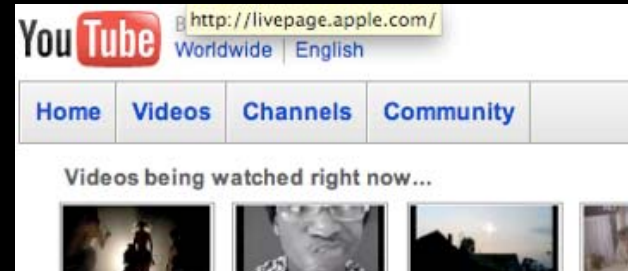 http://livepage.apple.com/
YouTube
Worldwide | English
Home Videos Channels Community
Videos being watched right now...